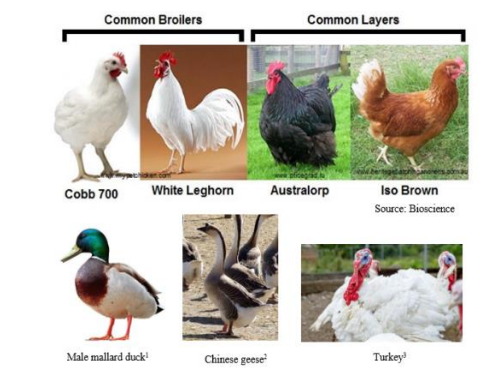 Common Broilers
Common Layers
Cobb 700
White Leghorn
Australorp
Iso Brown
Source: Bioscience
Male mallard duck1
Chinese geese2
Turkey3